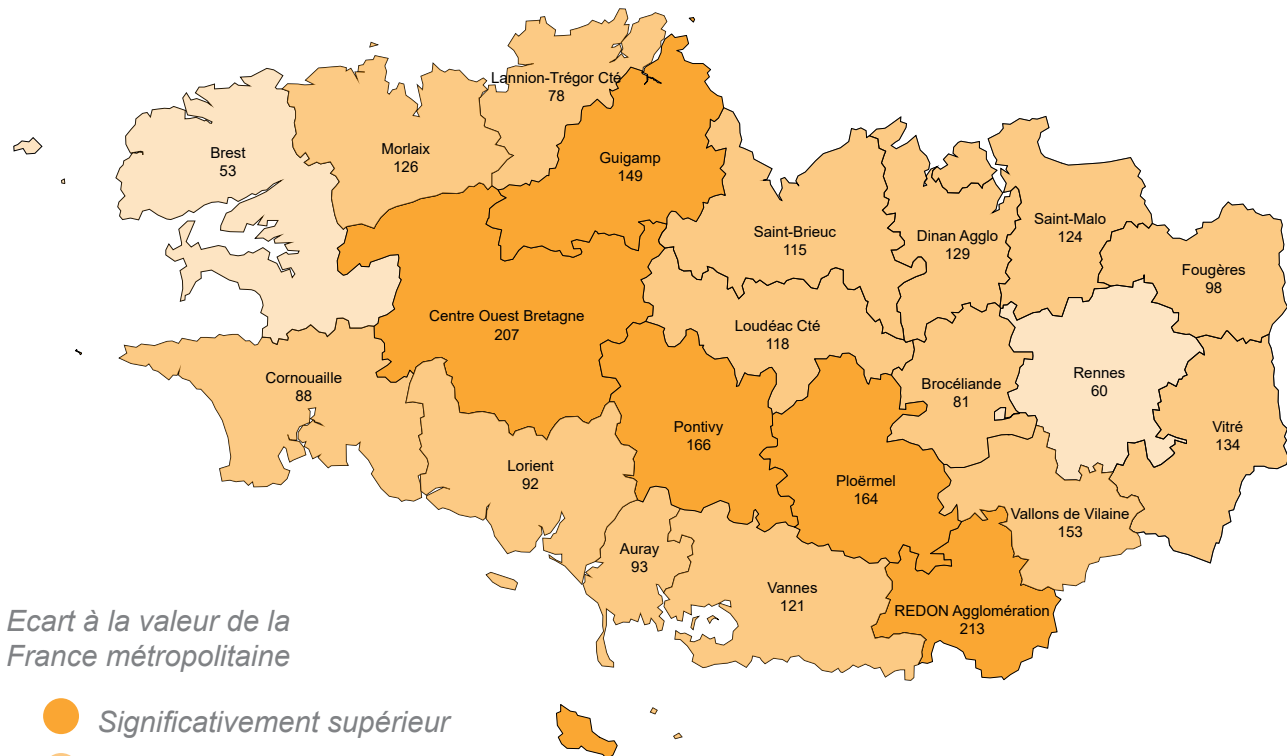 Lannion-Trégor Cté
78
Brest
53
Morlaix
126
Guigamp
149
Saint-Brieuc
115
Dinan Agglo
129
Saint-Malo
124
Fougères
98
Centre Ouest Bretagne
207
Loudéac Cté
118
Cornouaille
88
Brocéliande
81
Rennes
60
Pontivy
166
Vitré
134
Lorient
92
Ploërmel
164
Vallons de Vilaine
153
Auray
93
Vannes
121
REDON Agglomération
213
Ecart à la valeur de la
France métropolitaine
Significativement supérieur